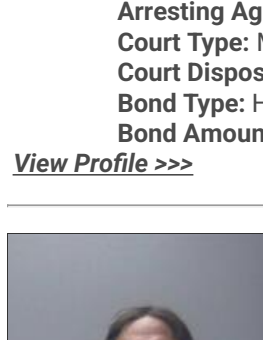 Arresting Ag
Court Type:
Court Dispos
Bond Type: H
Bond Amoun
View Profile >>>